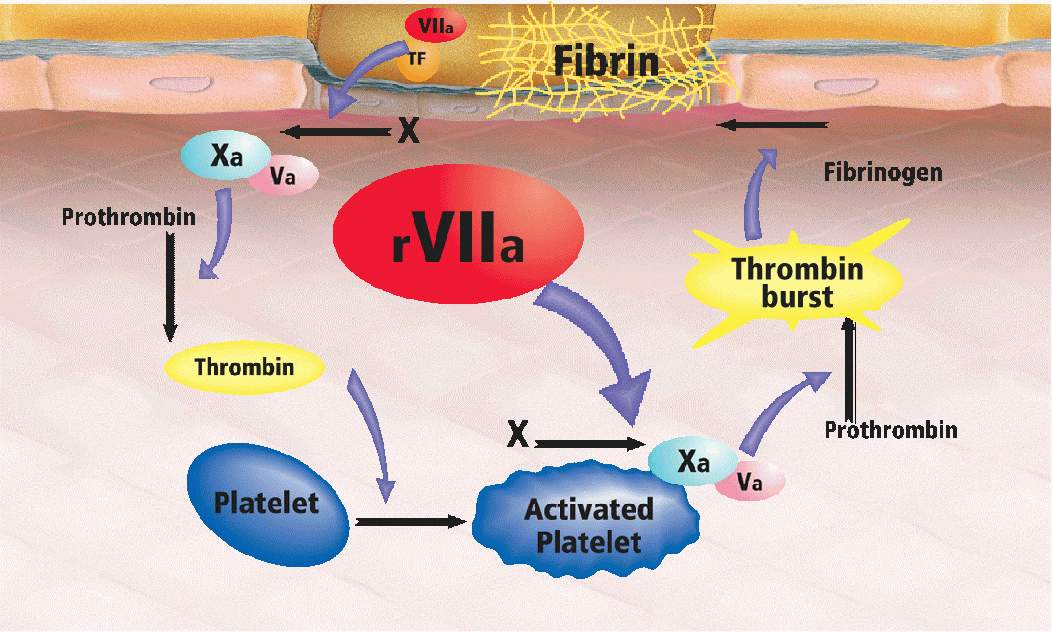 VIIa
TF
Fibrin
X
Xa
Va
Fibrinogen
Prothrombin
rVIIa
Thrombin
burst
Thrombin
Prothrombin
X
Xa
Va
Platelet
Activated
Platelet